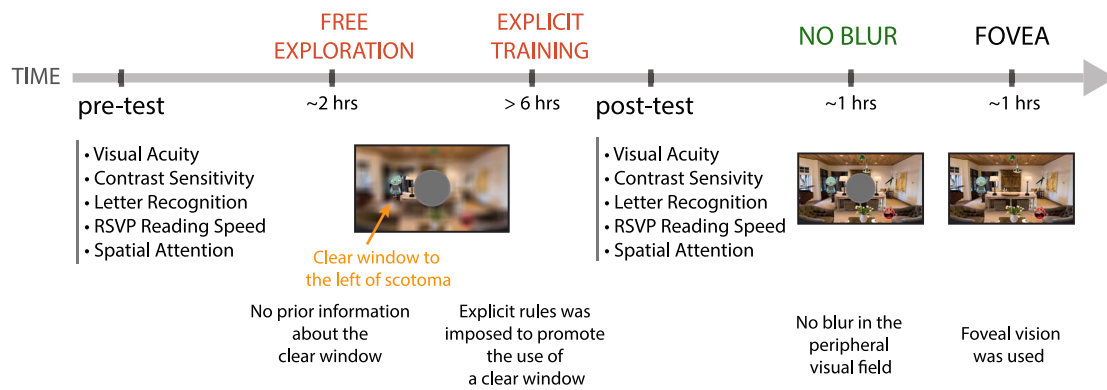 FREE
EXPLORATION
EXPLICIT
TRAINING
NO BLUR
FOVEA
TIME
pre-test
~2 hrs
> 6 hrs
post-test
~1 hrs
~1 hrs
• Visual Acuity
• Contrast Sensitivity
• Letter Recognition
• RSVP Reading Speed
• Spatial Attention
Clear window to
the left of scotoma
• Visual Acuity
• Contrast Sensivity
• Letter Recognition
• RSVP Reading Speed
• Spatial Attention
No prior information
about the
clear window
Explicit rules was
imposed to promote
the use of
a clear window
No blur in the
peripheral
visual field
Foveal vision
was used